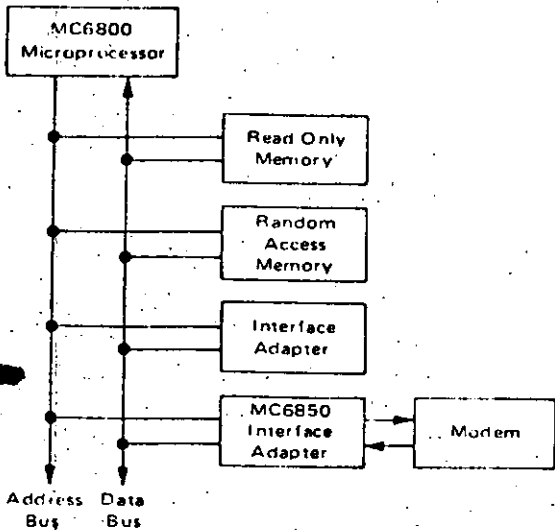 MC6800
Microprocessor
Read Only
Memory
Random
Access
Memory
Interface
Adapter
MC6850
Interface
Adapter
Modem
Address Data
Bus Bus